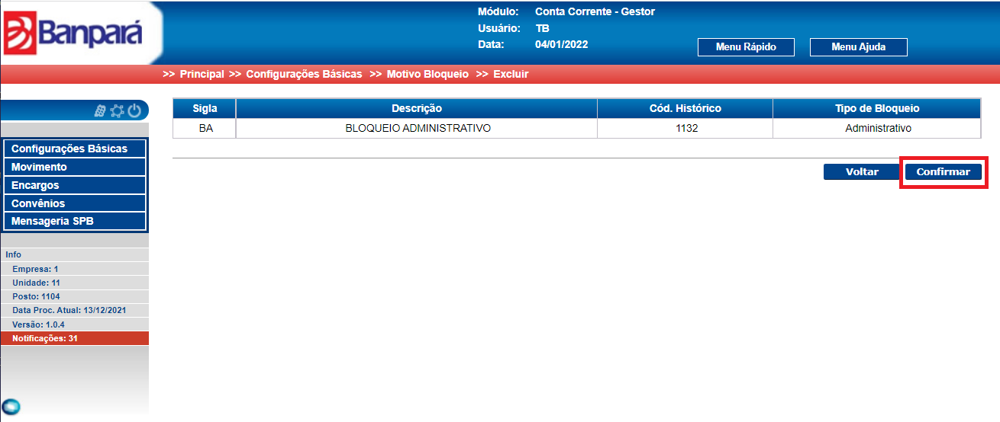 Banpará
Módulo: Conta Corrente - Gestor
Usuário: TB
Data: 04/01/2022
Menu Rápido Menu Ajuda
>> Principal >> Configurações Básicas >> Motivo Bloqueio >> Excluir
Sigla Descrição Cód. Histórico Tipo de Bloqueio
BA BLOQUEIO ADMINISTRATIVO 1132 Administrativo
Voltar Confirmar
Configurações Básicas
Movimento
Encargos
Convênios
Mensageria SPB
Info
Empresa: 1
Unidade: 11
Posto: 1104
Data Proc. Atual: 13/12/2021
Versão: 1.0.4
Notificações: 31